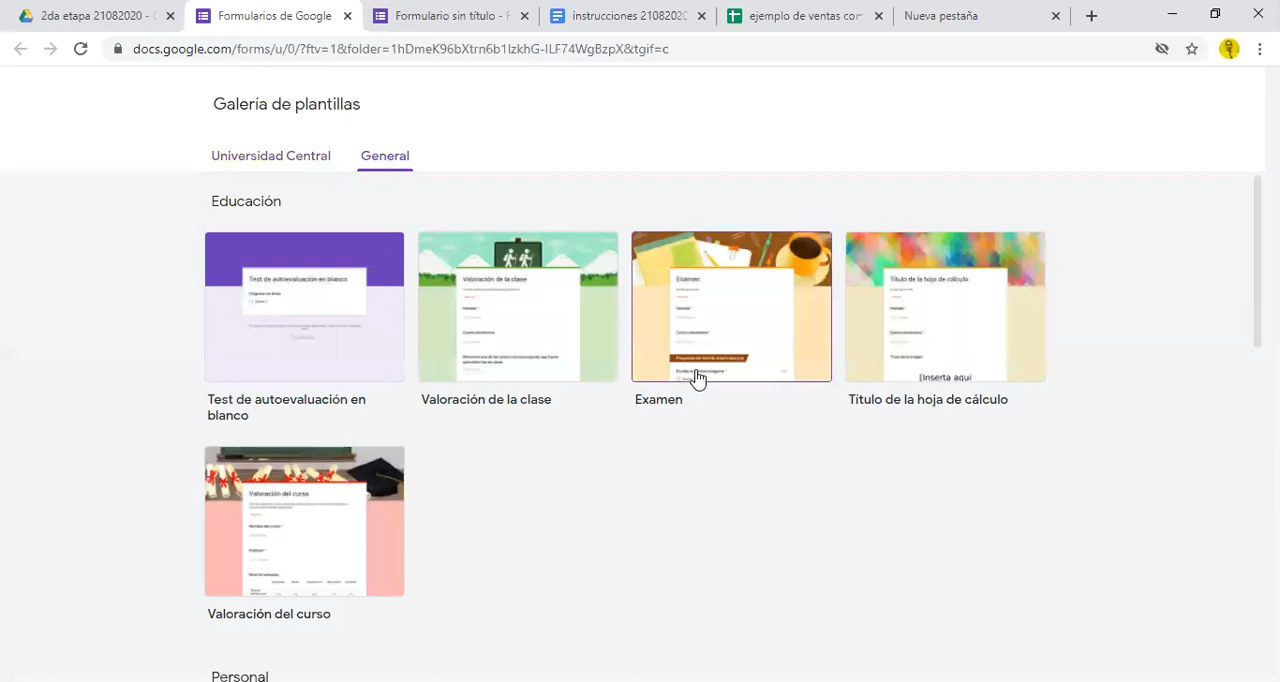 2da etapa 21082020 - G
Formularios de Google
Formulario sin título - F
instrucciones 21082020
ejemplo de ventas con
Nueva pestaña
docs.google.com/forms/u/0/?ftv=1&folder=1hDmeK96bXtrn6b1lzkhG-ILF74WgBzpX&tgif=c
Galería de plantillas
Universidad Central
General
Educación
Test de autoevaluación en blanco
Valoración de la clase
Examen
Título de la hoja de cálculo
[Inserta aquí
Test de autoevaluación en
blanco
Valoración de la clase
Examen
Título de la hoja de cálculo
Valoración del curso
Valoración del curso
Personal